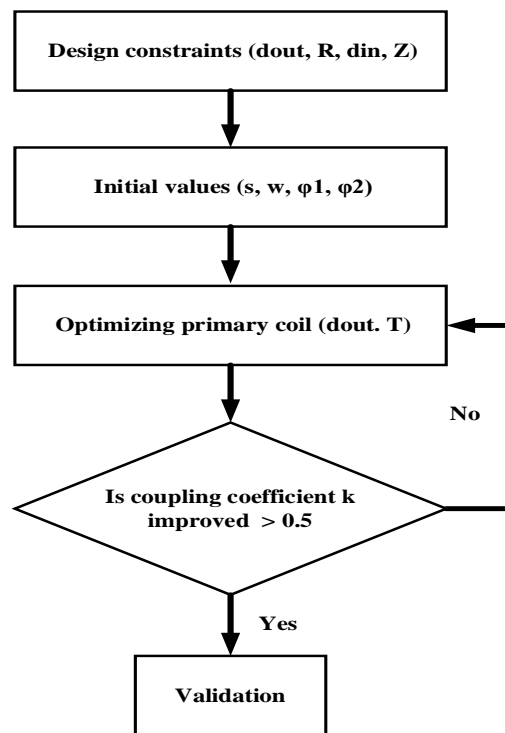 Design constraints (dout, R, din, Z)
Initial values (s, w, φ1, φ2)
Optimizing primary coil (dout. T)
No
Is coupling coefficient k
improved > 0.5
Yes
Validation